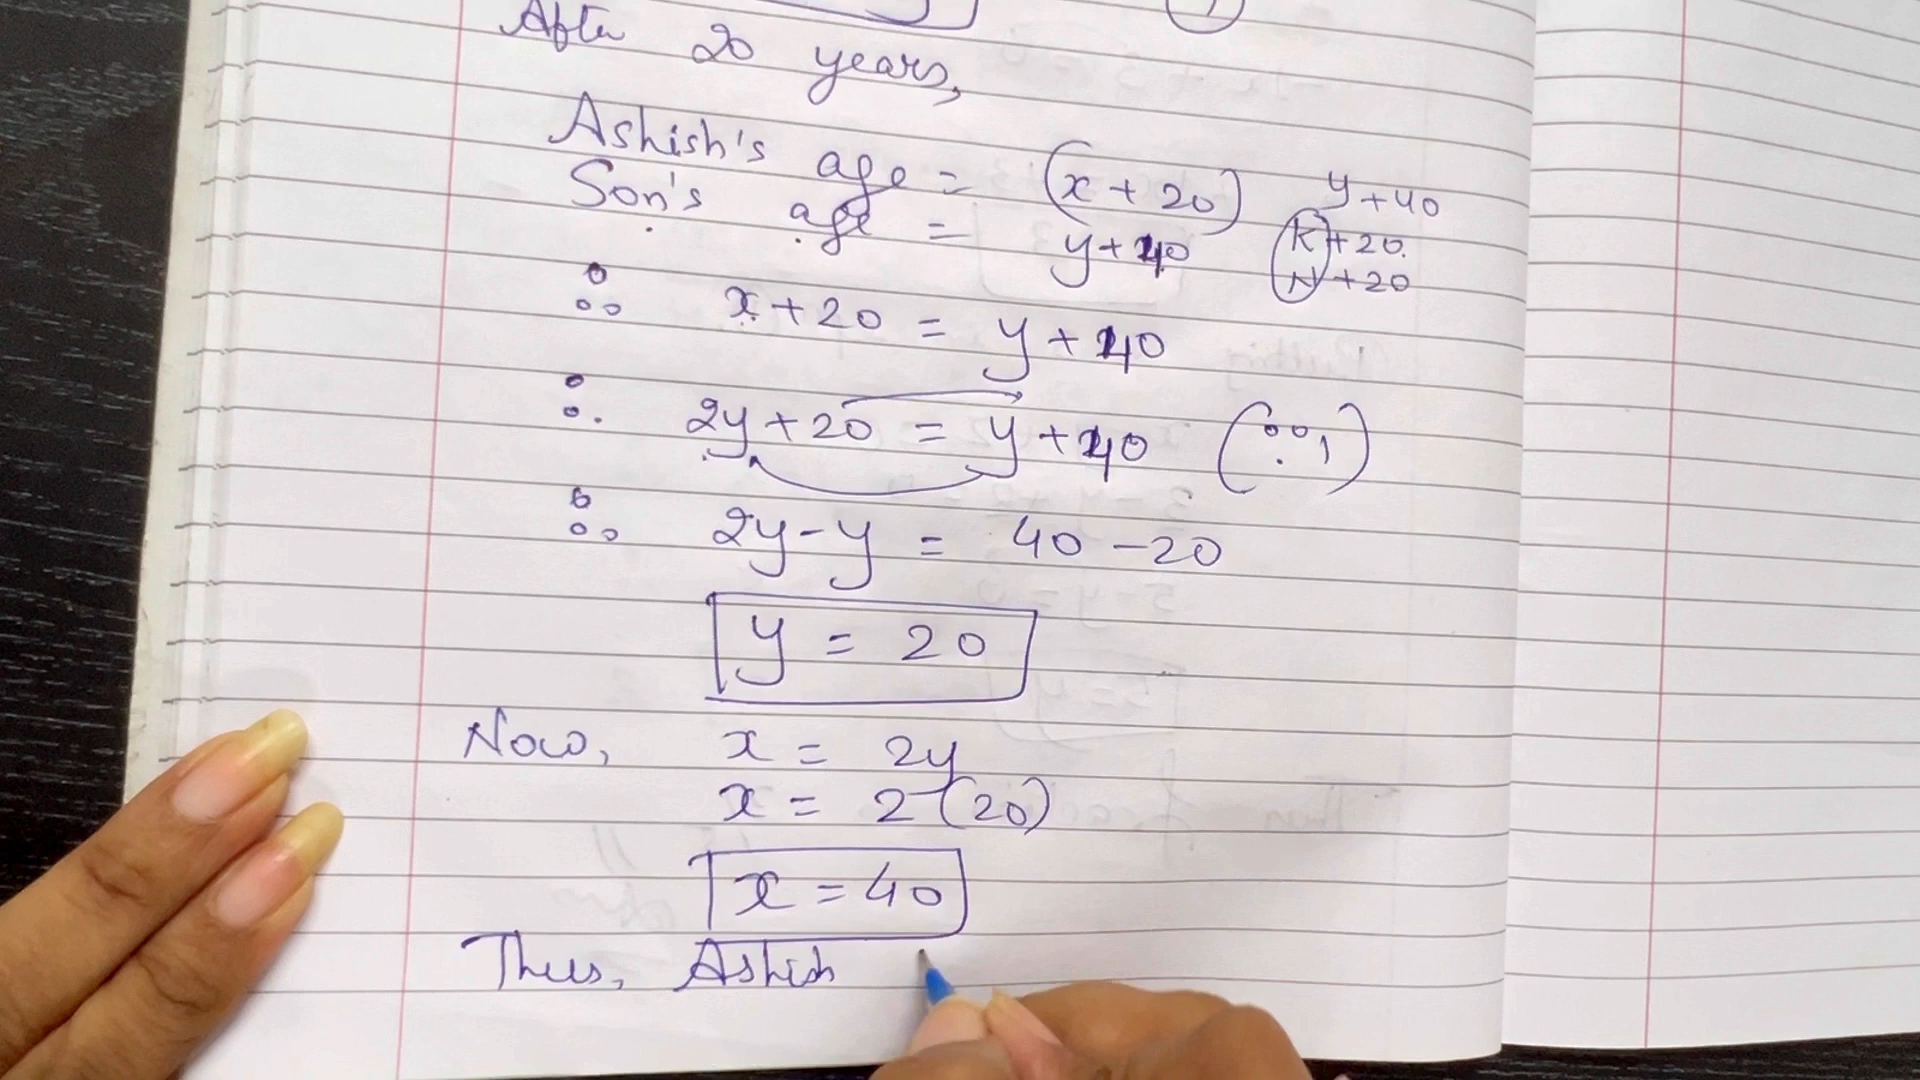 After 20 years,
Ashish's age = (x + 20)
y + 40
Son's age = y + 40
K + 20.
N + 20
∴ x + 20 = y + 40
∴ 2y + 20 = y + 40 (∵ 1)
∴ 2y - y = 40 - 20
y = 20
Now, x = 2y
x = 2 (20)
x = 40
Thus, Ashish